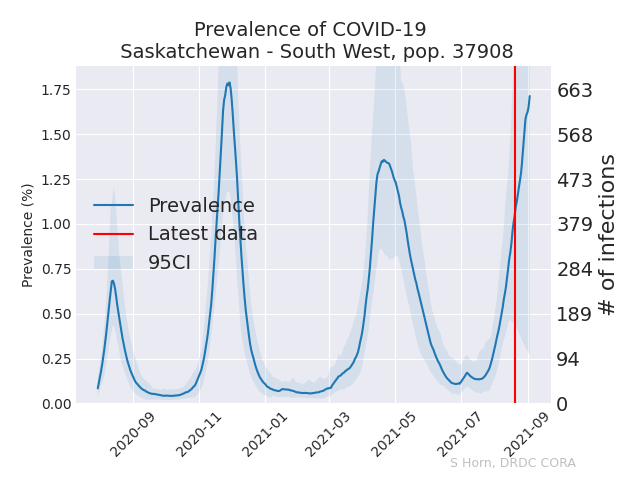 Prevalence of COVID-19
Saskatchewan - South West, pop. 37908
Prevalence (%)
1.75
1.50
1.25
1.00
0.75
0.50
0.25
0.00
Prevalence
Latest data
95CI
663
568
473
379
284
189
94
0
# of infections
2020-09
2020-11
2021-01
2021-03
2021-05
2021-07
2021-09
S Horn, DRDC CORA